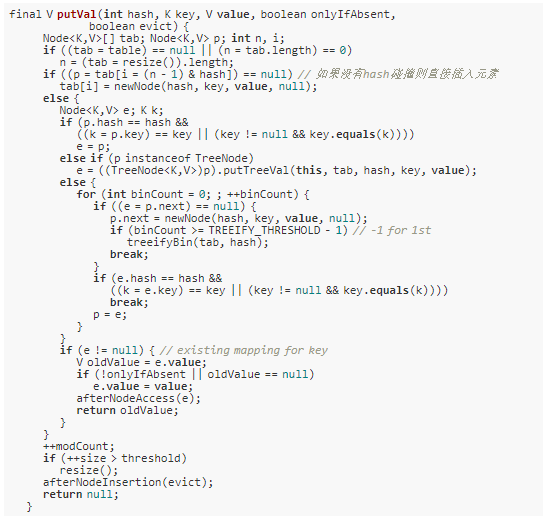 final V putVal(int hash, K key, V value, boolean onlyIfAbsent,
boolean evict) {
Node<K,V>[] tab; Node<K,V> p; int n, i;
if ((tab = table) == null || (n = tab.length) == 0)
n = (tab = resize()).length;
if ((p = tab[i = (n - 1) & hash]) == null) // 如果没有hash碰撞则直接插入元素
tab[i] = newNode(hash, key, value, null);
else {
Node<K,V> e; K k;
if (p.hash == hash &&
((k = p.key) == key || (key != null && key.equals(k))))
e = p;
else if (p instanceof TreeNode)
e = ((TreeNode<K,V>)p).putTreeVal(this, tab, hash, key, value);
else {
for (int binCount = 0; ; ++binCount) {
if ((e = p.next) == null) {
p.next = newNode(hash, key, value, null);
if (binCount >= TREEIFY_THRESHOLD - 1) // -1 for 1st
treeifyBin(tab, hash);
break;
}
if (e.hash == hash &&
((k = e.key) == key || (key != null && key.equals(k))))
break;
p = e;
}
}
if (e != null) { // existing mapping for key
V oldValue = e.value;
if (!onlyIfAbsent || oldValue == null)
e.value = value;
afterNodeAccess(e);
return oldValue;
}
}
++modCount;
if (++size > threshold)
resize();
afterNodeInsertion(evict);
return null;
}